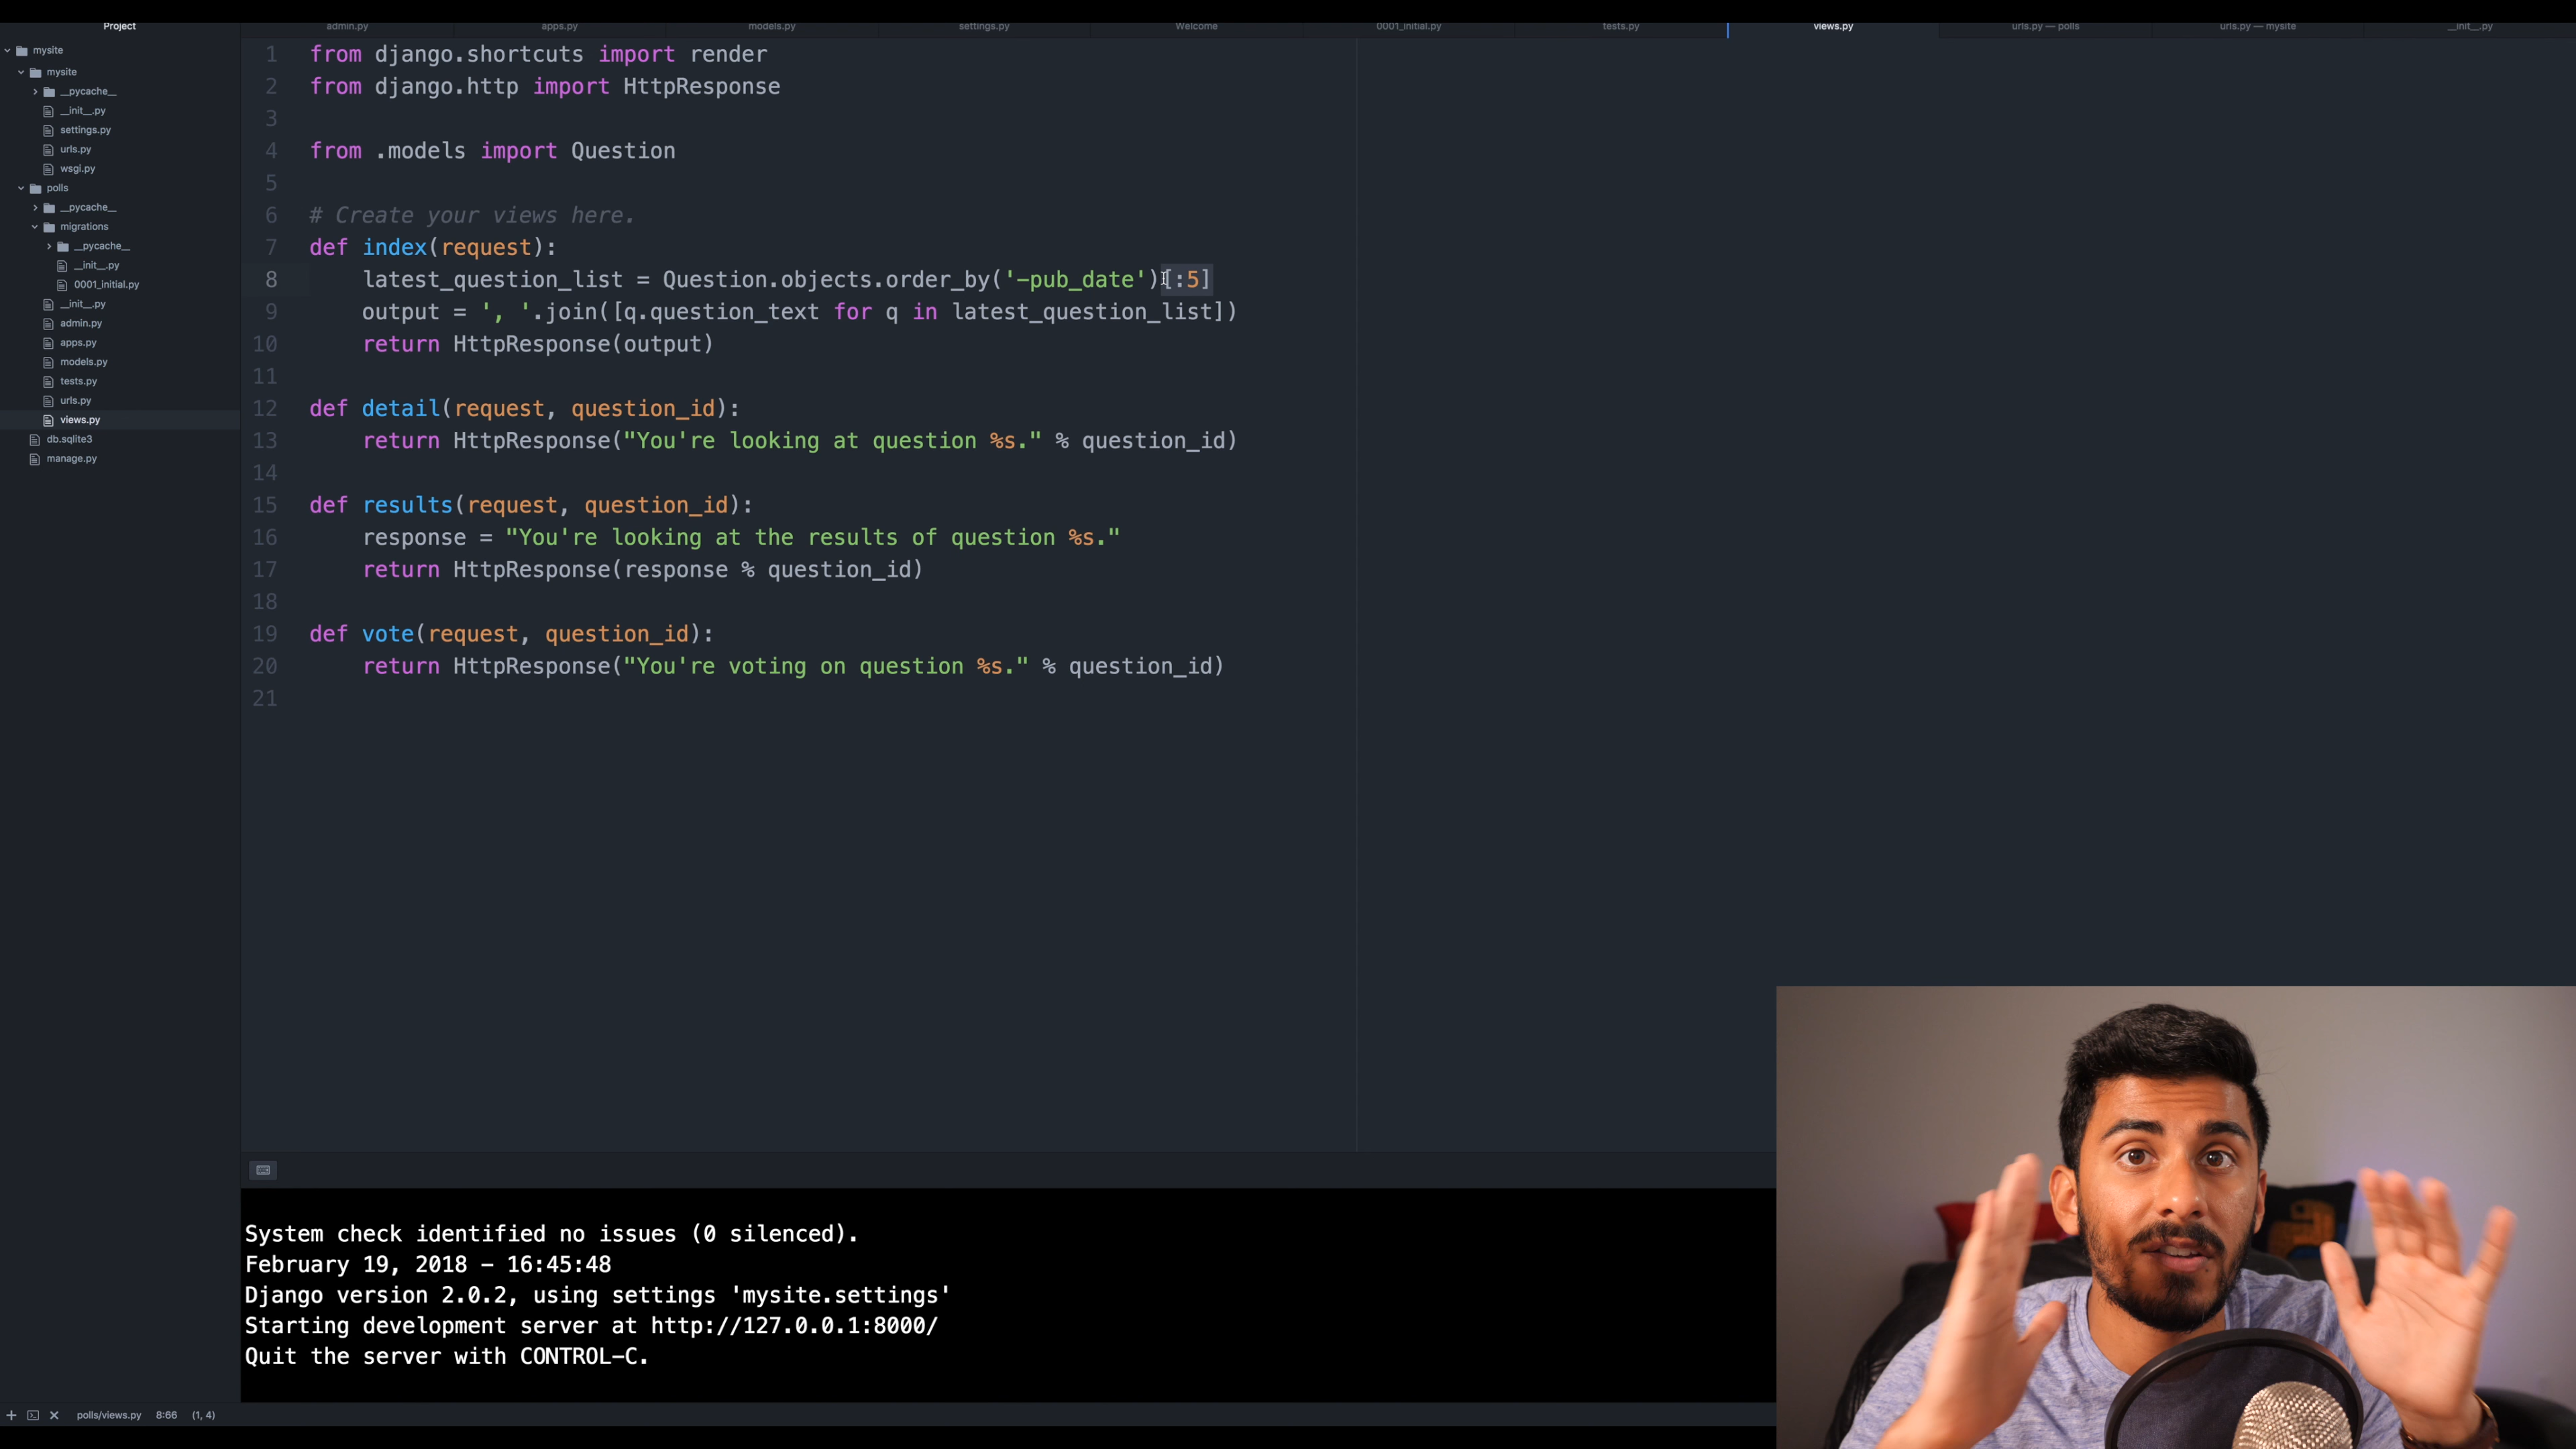 Project
admin.py
apps.py
models.py
settings.py
Welcome
0001_initial.py
tests.py
views.py
urls.py — polls
urls.py — mysite
__init__.py
mysite
mysite
__pycache__
__init__.py
settings.py
urls.py
wsgi.py
polls
__pycache__
migrations
__pycache__
__init__.py
0001_initial.py
__init__.py
admin.py
apps.py
models.py
tests.py
urls.py
views.py
db.sqlite3
manage.py
1 from django.shortcuts import render
2 from django.http import HttpResponse
3
4 from .models import Question
5
6 # Create your views here.
7 def index(request):
8     latest_question_list = Question.objects.order_by('-pub_date')[:5]
9     output = ', '.join([q.question_text for q in latest_question_list])
10     return HttpResponse(output)
11
12 def detail(request, question_id):
13     return HttpResponse("You're looking at question %s." % question_id)
14
15 def results(request, question_id):
16     response = "You're looking at the results of question %s."
17     return HttpResponse(response % question_id)
18
19 def vote(request, question_id):
20     return HttpResponse("You're voting on question %s." % question_id)
21
System check identified no issues (0 silenced).
February 19, 2018 - 16:45:48
Django version 2.0.2, using settings 'mysite.settings'
Starting development server at http://127.0.0.1:8000/
Quit the server with CONTROL-C.
polls/views.py 8:66 (1, 4)